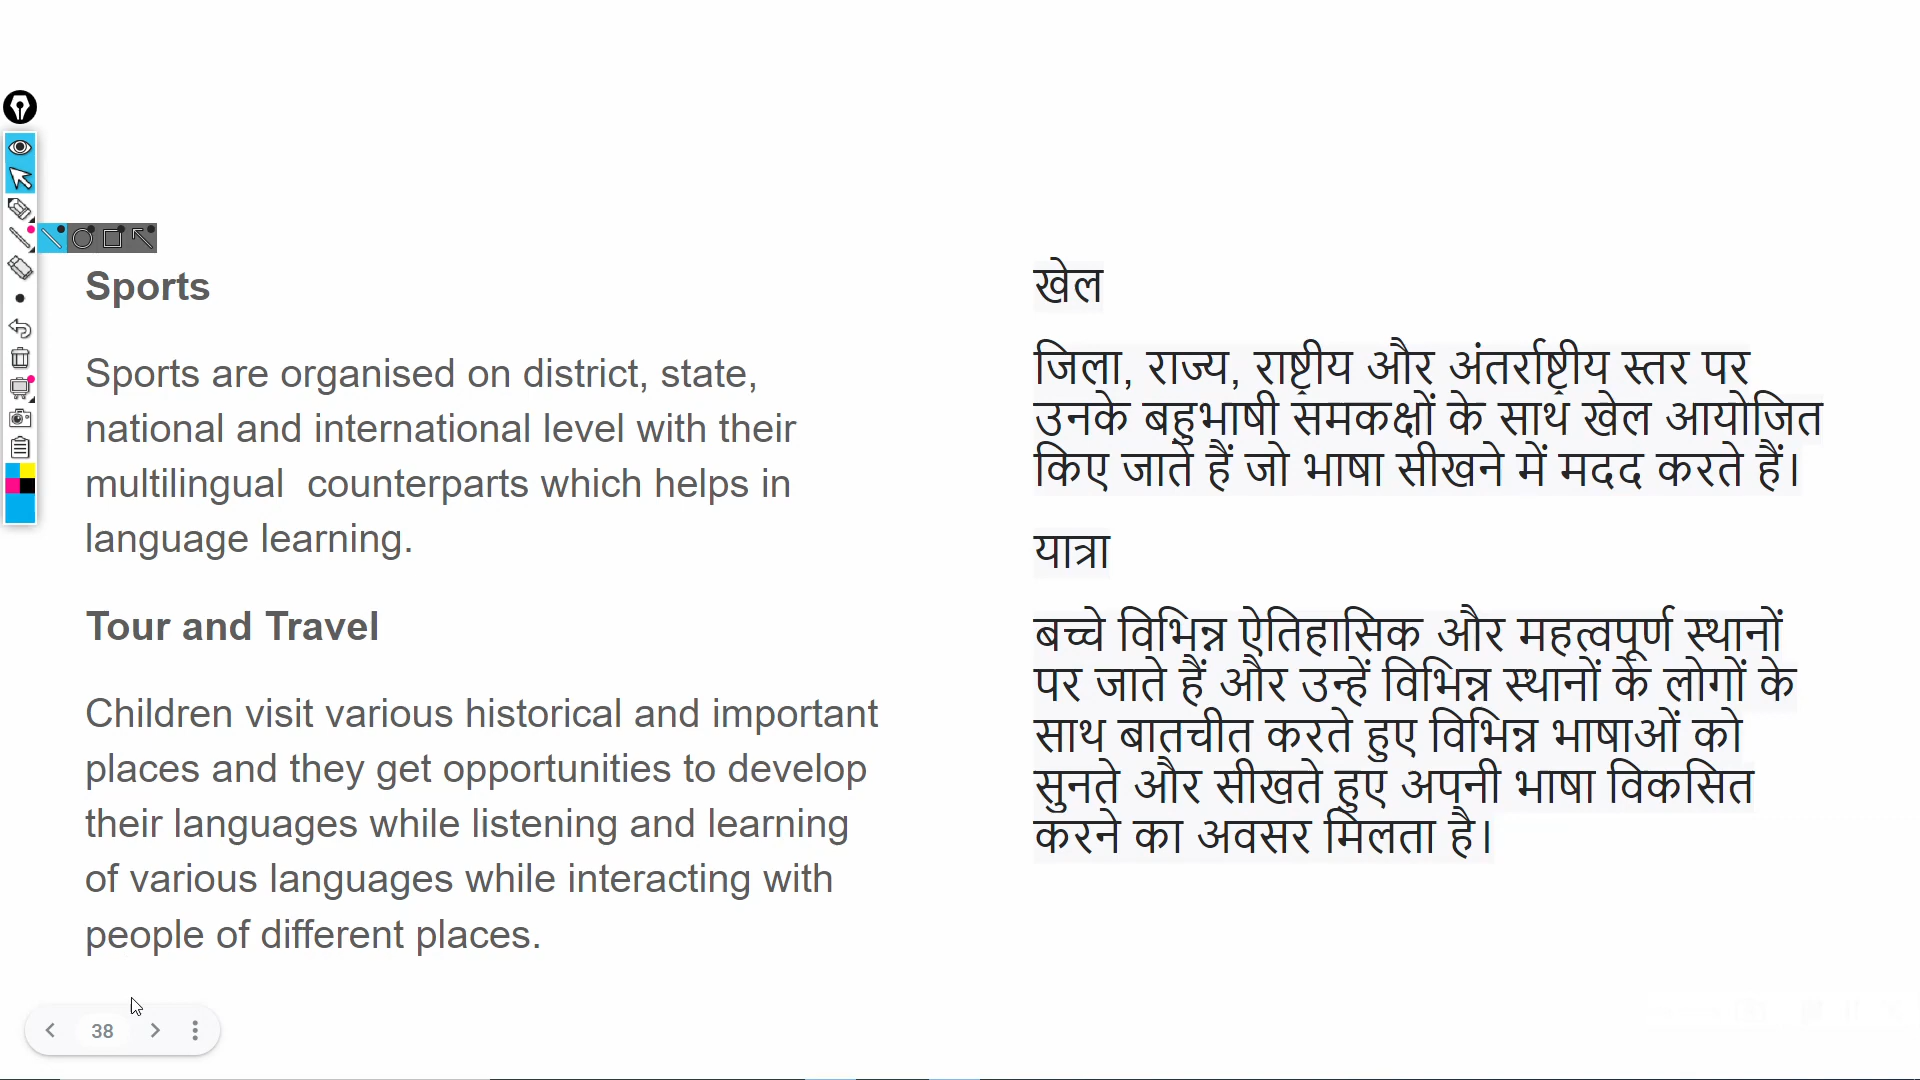 Sports
Sports are organised on district, state,
national and international level with their
multilingual  counterparts which helps in
language learning.
Tour and Travel
Children visit various historical and important
places and they get opportunities to develop
their languages while listening and learning
of various languages while interacting with
people of different places.
खेल
जिला, राज्य, राष्ट्रीय और अंतर्राष्ट्रीय स्तर पर
उनके बहुभाषी समकक्षों के साथ खेल आयोजित
किए जाते हैं जो भाषा सीखने में मदद करते हैं।
यात्रा
बच्चे विभिन्न ऐतिहासिक और महत्वपूर्ण स्थानों
पर जाते हैं और उन्हें विभिन्न स्थानों के लोगों के
साथ बातचीत करते हुए विभिन्न भाषाओं को
सुनते और सीखते हुए अपनी भाषा विकसित
करने का अवसर मिलता है।
38